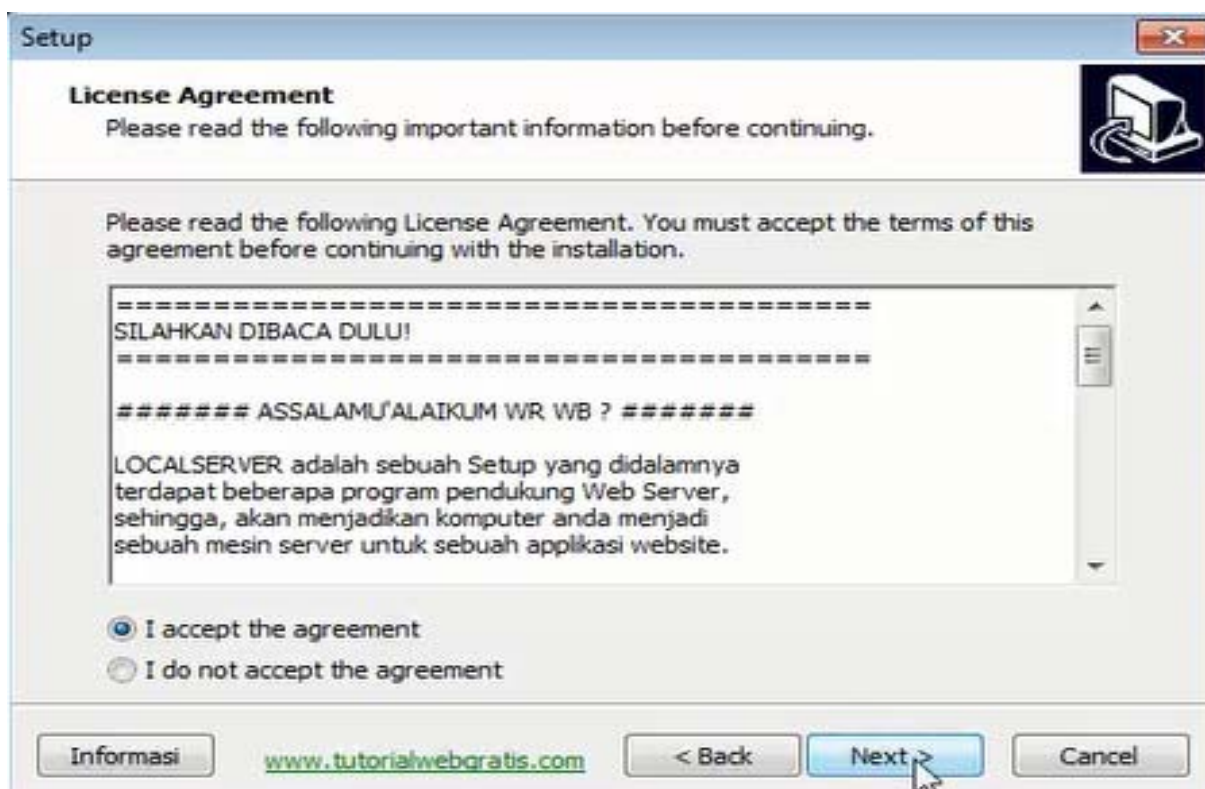 Setup
License Agreement
Please read the following important information before continuing.
Please read the following License Agreement. You must accept the terms of this
agreement before continuing with the installation.
=======================================
SILAHKAN DIBACA DULU!
=======================================
####### ASSALAMU'ALAIKUM WR WB ? #######
LOCALSERVER adalah sebuah Setup yang didalamnya
terdapat beberapa program pendukung Web Server,
sehingga, akan menjadikan komputer anda menjadi
sebuah mesin server untuk sebuah applikasi website.
I accept the agreement
I do not accept the agreement
Informasi www.tutorialwebgratis.com < Back Next > Cancel